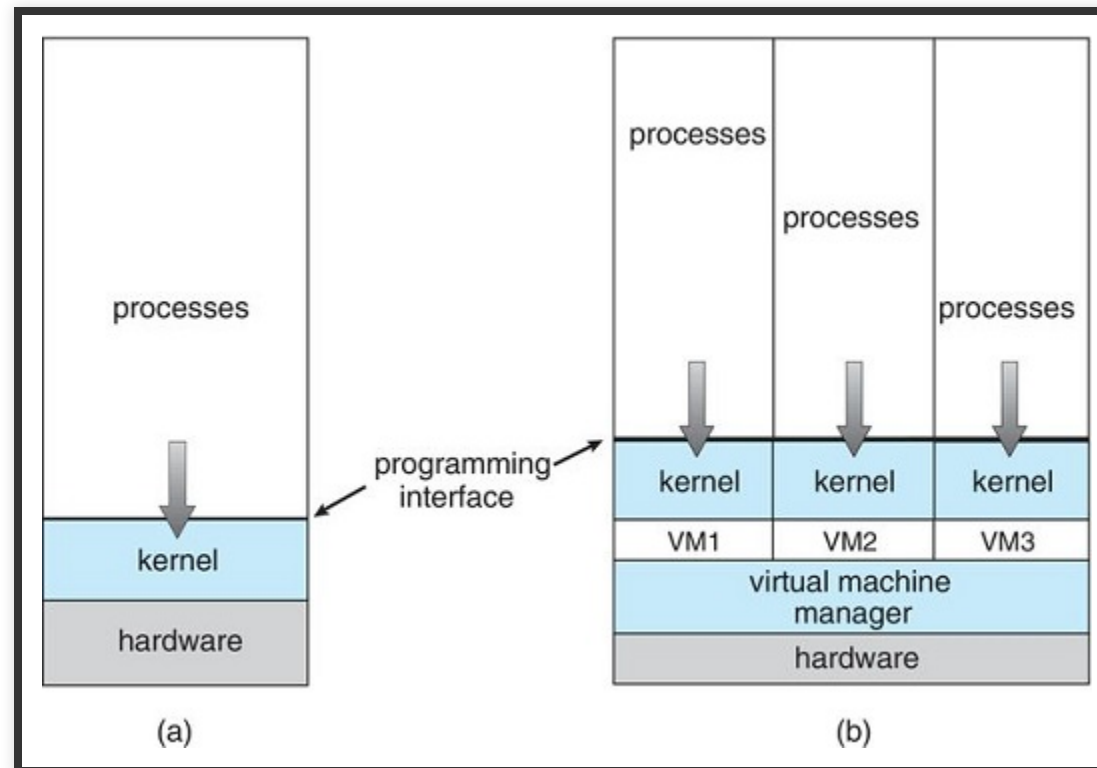 processes
kernel
hardware
(a)
programming
interface
processes
processes
processes
kernel
kernel
kernel
VM1
VM2
VM3
virtual machine
manager
hardware
(b)